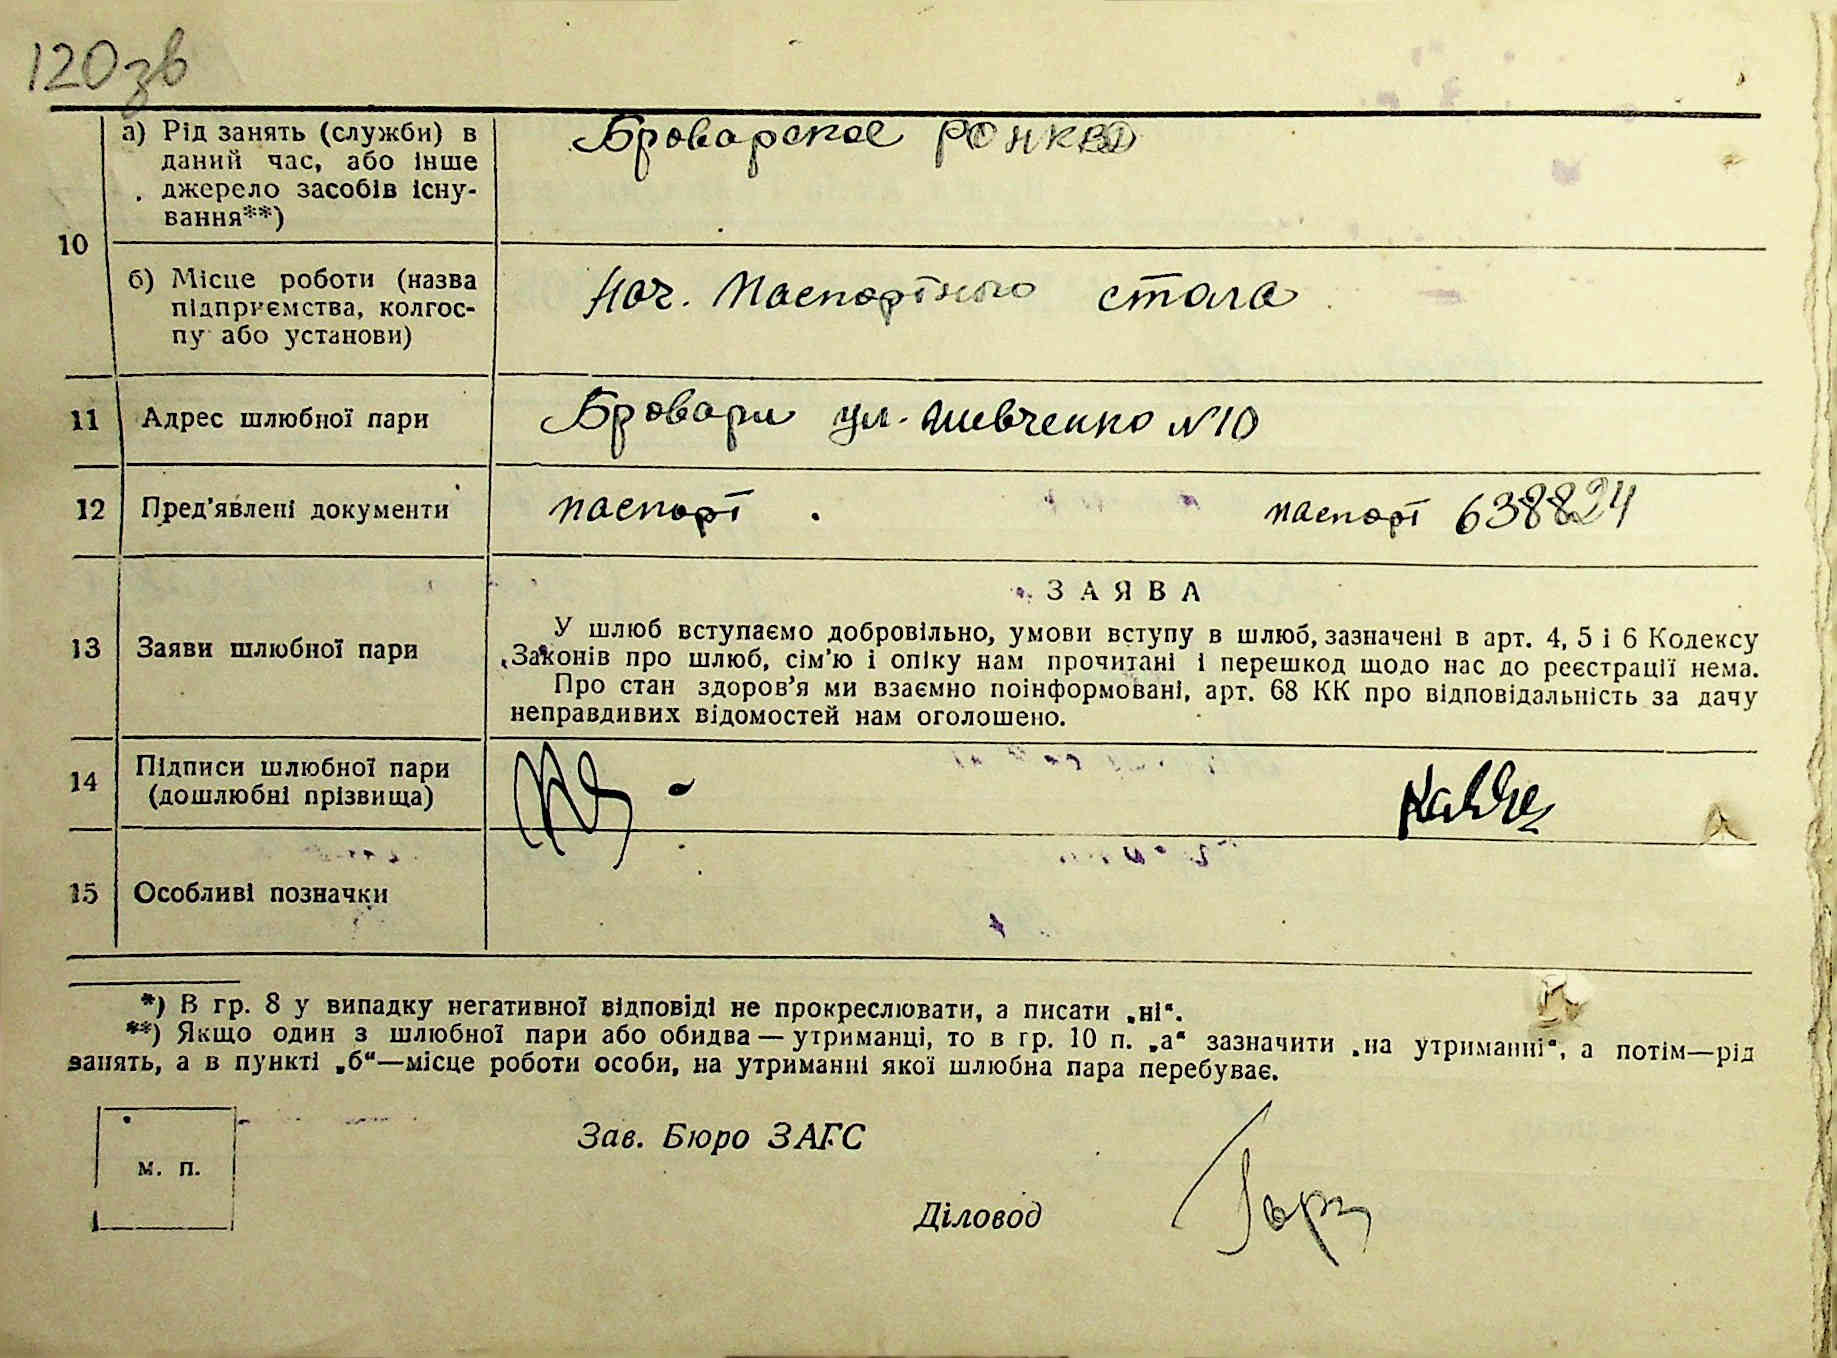 120зв
а) Рід занять (служби) в
даний час, або інше
джерело засобів існу-
вання**)
Броварское РОНКВД
10
б) Місце роботи (назва
підприємства, колгос-
пу або установи)
Нач. Паспортного стола
11 Адрес шлюбної пари Бровари ул. Шевченко №10
12 Пред'явлені документи паспорт . паспорт 638824
ЗАЯВА
13 Заяви шлюбної пари
У шлюб вступаємо добровільно, умови вступу в шлюб, зазначені в арт. 4, 5 і 6 Кодексу
Законів про шлюб, сім'ю і опіку нам прочитані і перешкод щодо нас до реєстрації нема.
Про стан здоров'я ми взаємно поінформовані, арт. 68 КК про відповідальність за дачу
неправдивих відомостей нам оголошено.
14 Підписи шлюбної пари
(дошлюбні прізвища)
15 Особливі позначки
*) В гр. 8 у випадку негативної відповіді не прокреслювати, а писати „ні“.
**) Якщо один з шлюбної пари або обидва — утриманці, то в гр. 10 п. „а“ зазначити „на утриманні“, а потім—рід
занять, а в пункті „б“—місце роботи особи, на утриманні якої шлюбна пара перебуває.
м. п.
Зав. Бюро ЗАГС
Діловод